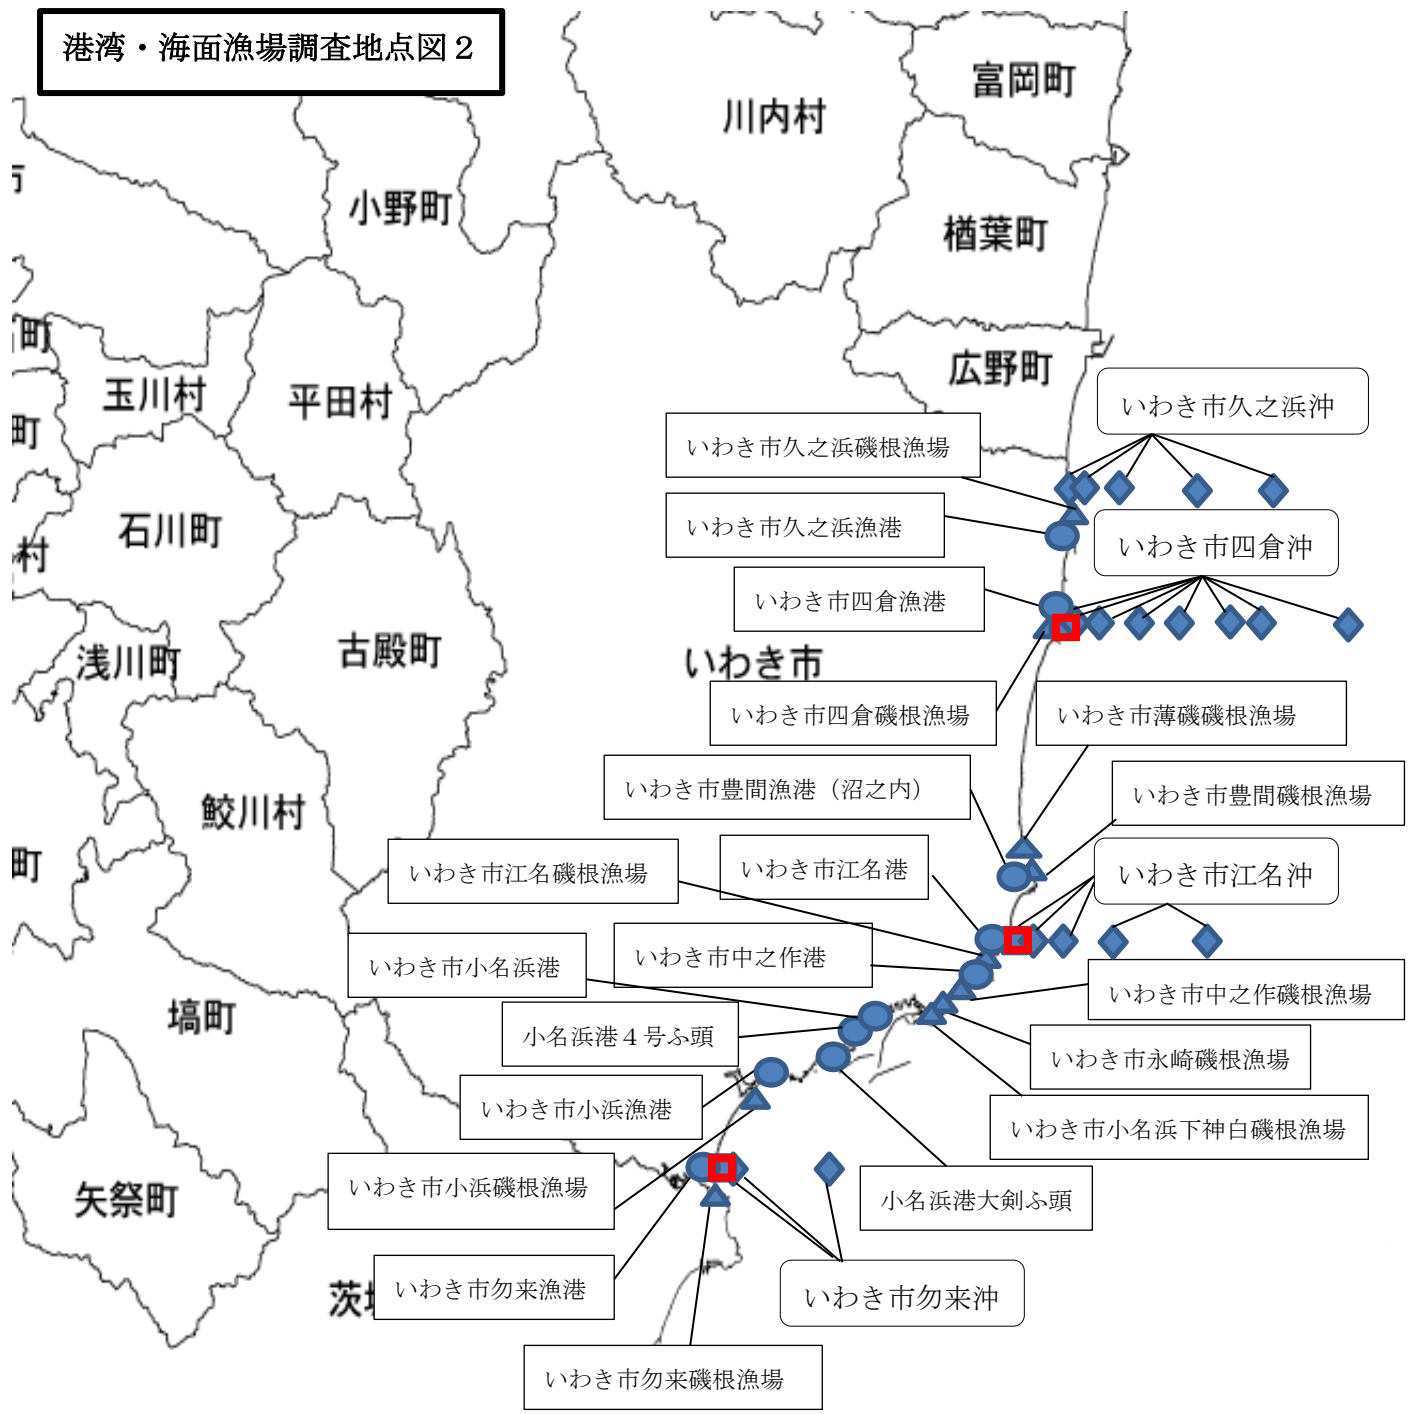 港湾・海面漁場調査地点図２
富岡町
川内村
小野町
楢葉町
町
広野町
玉川村
平田村
いわき市久之浜沖
町
いわき市久之浜磯根漁場
石川町
いわき市久之浜漁港
いわき市四倉沖
村
いわき市四倉漁港
古殿町
浅川町
いわき市
いわき市四倉磯根漁場
いわき市薄磯磯根漁場
いわき市豊間漁港（沼之内）
いわき市豊間磯根漁場
鮫川村
町
いわき市江名磯根漁場
いわき市江名港
いわき市江名沖
いわき市小名浜港
いわき市中之作港
いわき市中之作磯根漁場
塙町
小名浜港４号ふ頭
いわき市永崎磯根漁場
いわき市小浜漁港
いわき市小名浜下神白磯根漁場
いわき市小浜磯根漁場
矢祭町
小名浜港大剣ふ頭
いわき市勿来漁港
茨
いわき市勿来沖
いわき市勿来磯根漁場